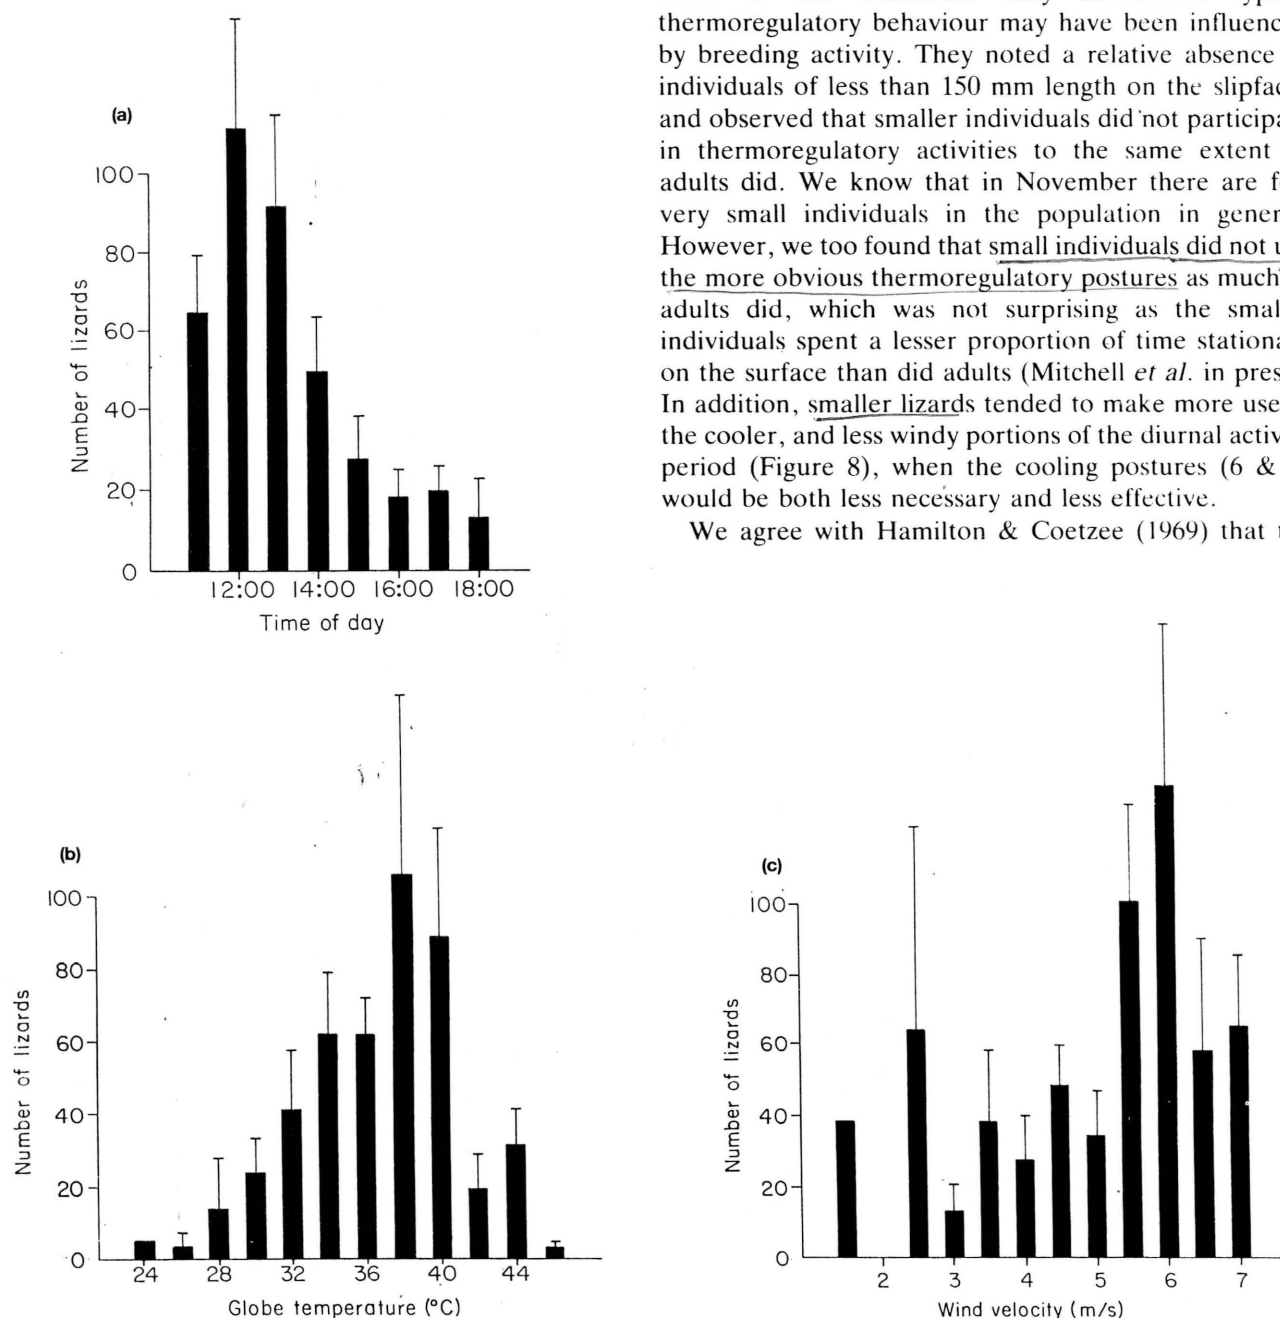 thermoregulatory behaviour may have been
by breeding activity. They noted a relative absence
individuals of less than 150 mm length on the
and observed that smaller individuals did not
in thermoregulatory activities to the same extent
adults did. We know that in November there are
very small individuals in the population in
However, we too found that small individuals did not
the more obvious thermoregulatory postures as much
adults did, which was not surprising as the
individuals spent a lesser proportion of time
on the surface than did adults (Mitchell et al. in
In addition, smaller lizards tended to make more use
the cooler, and less windy portions of the diurnal
period (Figure 8), when the cooling postures (6 &
would be both less necessary and less effective.
We agree with Hamilton & Coetzee (1969) that
(a)
100
80
60
40
20
0
Number of lizards
12:00 14:00 16:00 18:00
Time of day
(b)
100
80
60
40
20
0
Number of lizards
24 28 32 36 40 44
Globe temperature (°C)
(c)
100
80
60
40
20
0
Number of lizards
2 3 4 5 6 7
Wind velocity (m/s)